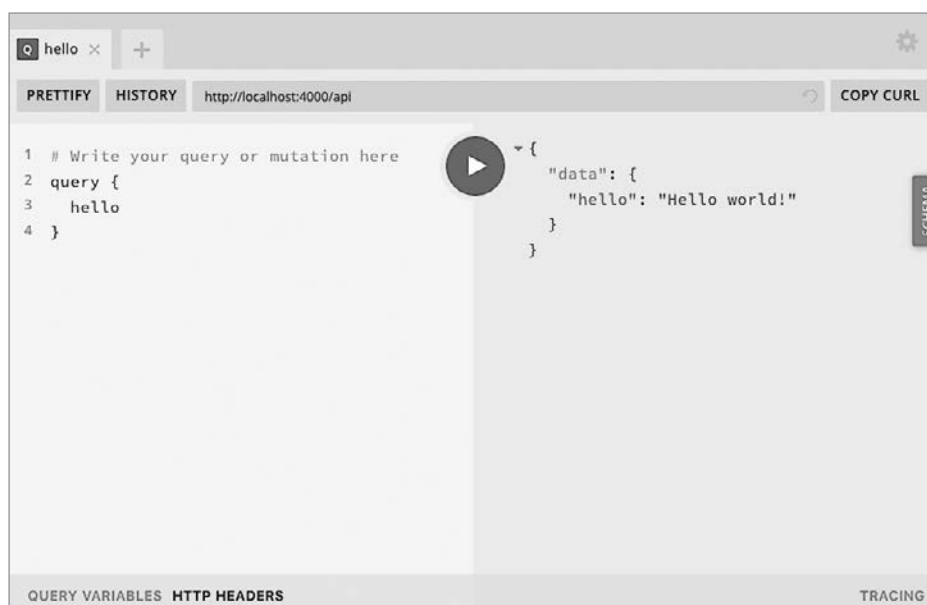 Q hello ×
PRETTIFY HISTORY http://localhost:4000/api COPY CURL
1 # Write your query or mutation here
2 query {
3 hello
4 }
{
"data": {
"hello": "Hello world!"
}
}
SCHEMA
QUERY VARIABLES HTTP HEADERS TRACING